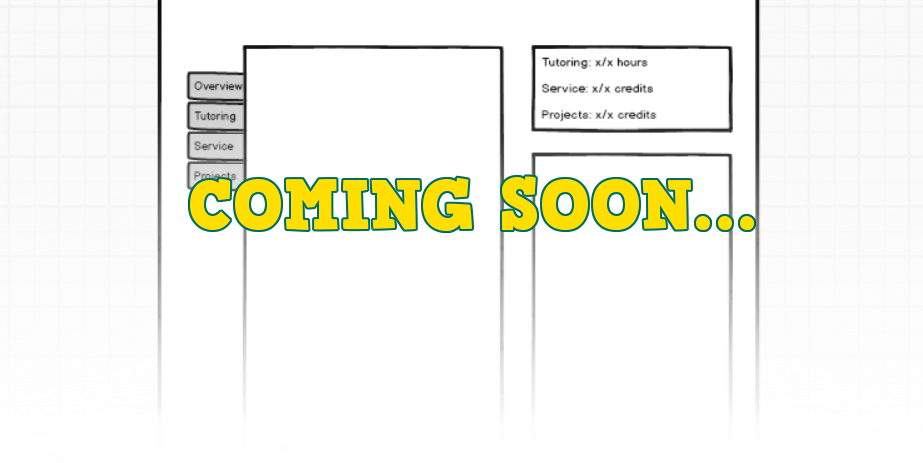 Overview
Tutoring
Service
Projects
Tutoring: x/x hours
Service: x/x credits
Projects: x/x credits
COMING SOON...